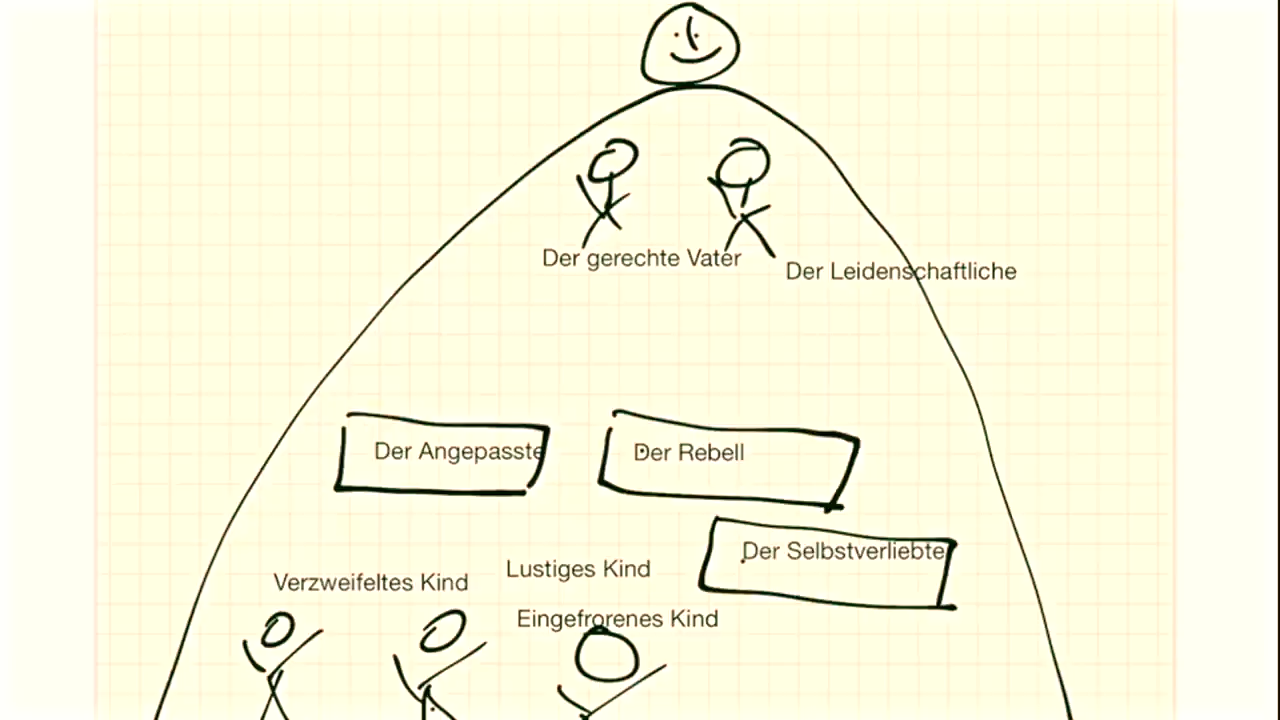 Der gerechte Vater
Der Leidenschaftliche
Der Angepasste
Der Rebell
Der Selbstverliebte
Lustiges Kind
Verzweifeltes Kind
Eingefrorenes Kind